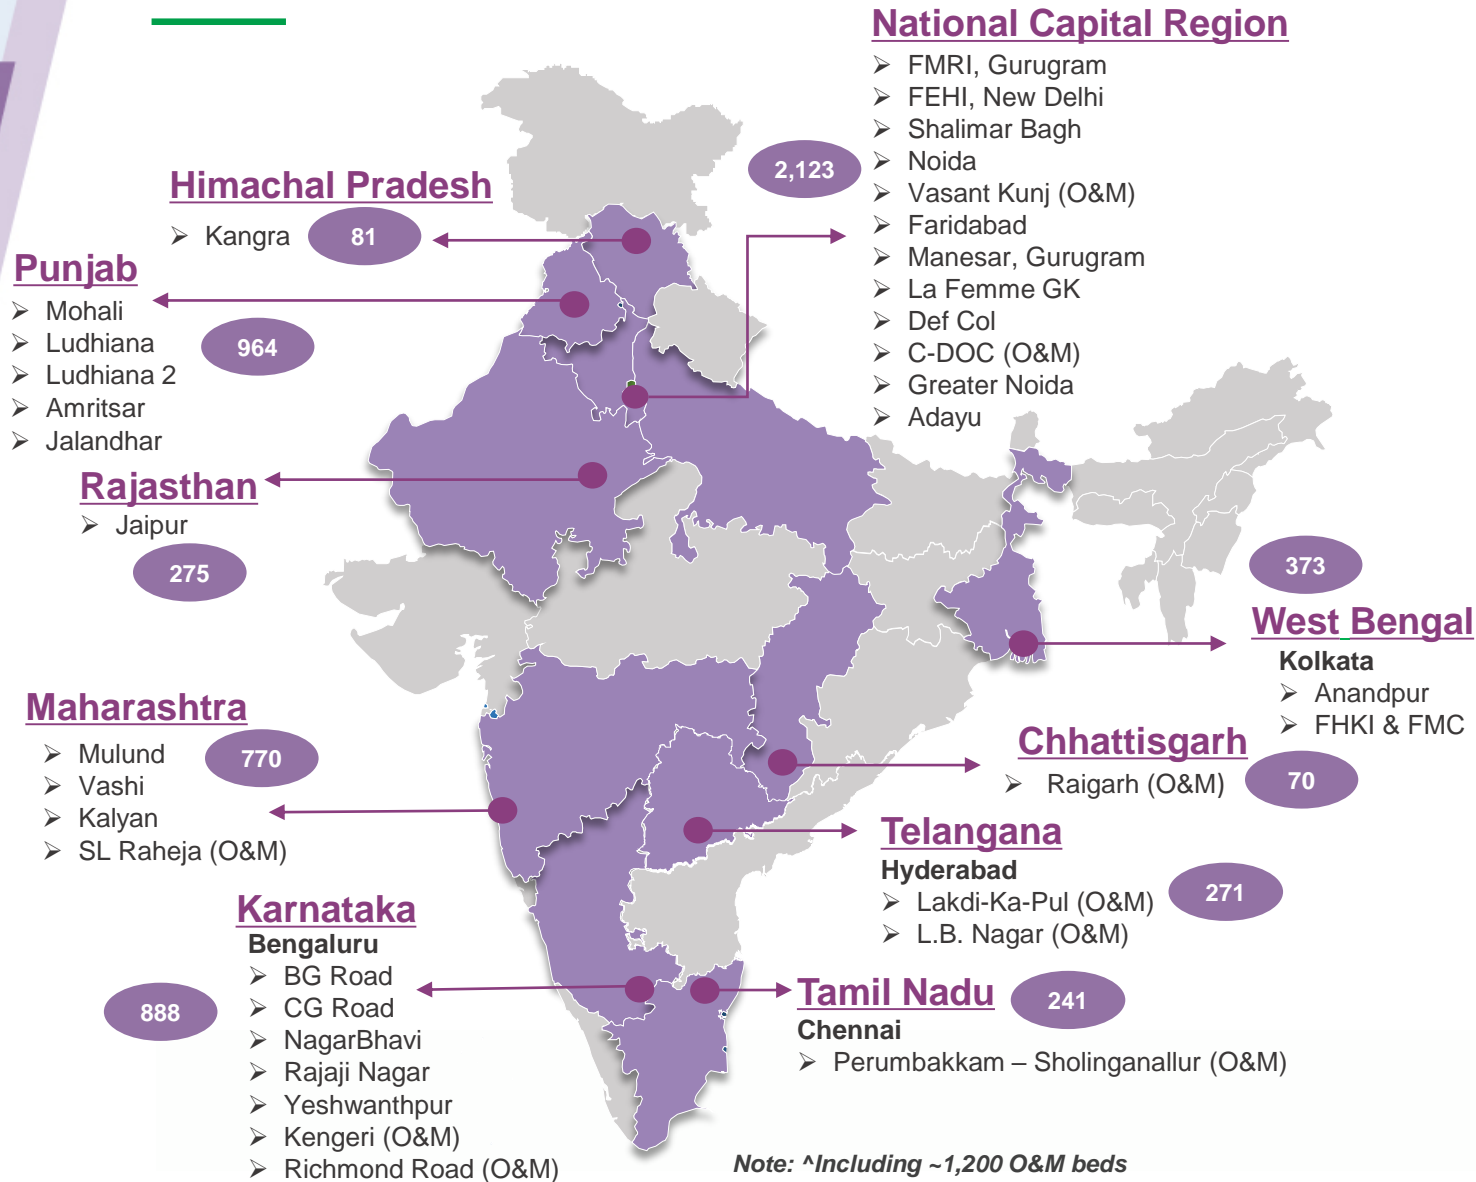 National Capital Region
➢ FMRI, Gurugram
➢ FEHI, New Delhi
➢ Shalimar Bagh
➢ Noida
➢ Vasant Kunj (O&M)
➢ Faridabad
➢ Manesar, Gurugram
➢ La Femme GK
➢ Def Col
➢ C-DOC (O&M)
➢ Greater Noida
➢ Adayu
2,123
Himachal Pradesh
➢ Kangra
81
Punjab
➢ Mohali
➢ Ludhiana
➢ Ludhiana 2
➢ Amritsar
➢ Jalandhar
964
Rajasthan
➢ Jaipur
275
373
West Bengal
Kolkata
➢ Anandpur
➢ FHKI & FMC
Maharashtra
➢ Mulund
➢ Vashi
➢ Kalyan
➢ SL Raheja (O&M)
770
Chhattisgarh
➢ Raigarh (O&M)
70
Telangana
Hyderabad
➢ Lakdi-Ka-Pul (O&M)
➢ L.B. Nagar (O&M)
271
Karnataka
Bengaluru
➢ BG Road
➢ CG Road
➢ NagarBhavi
➢ Rajaji Nagar
➢ Yeshwanthpur
➢ Kengeri (O&M)
➢ Richmond Road (O&M)
888
Tamil Nadu
241
Chennai
➢ Perumbakkam – Sholinganallur (O&M)
Note: ^Including ~1,200 O&M beds